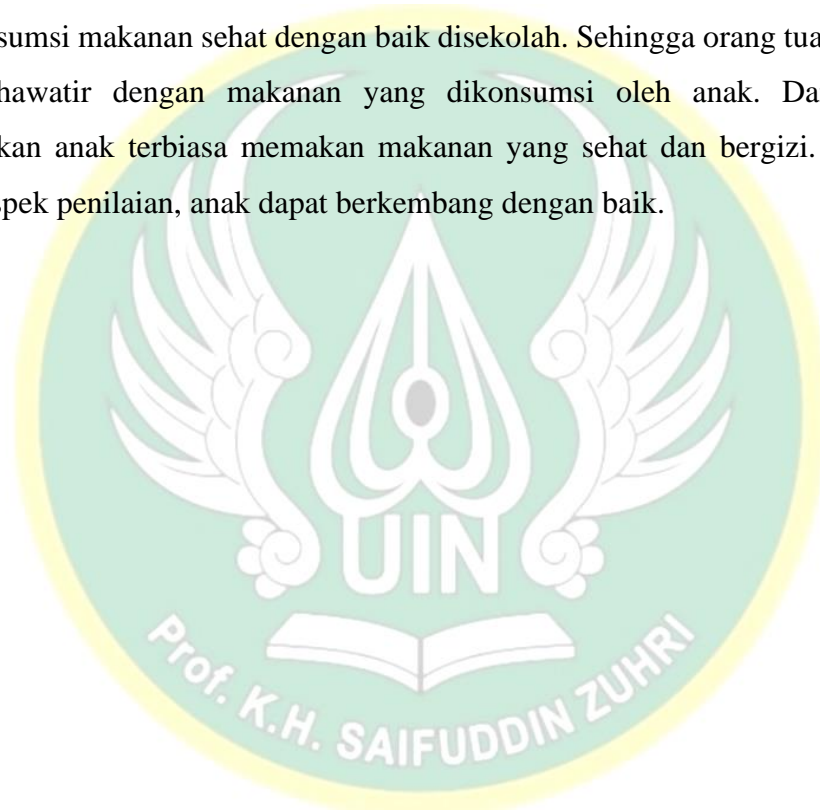 sumsi makanan sehat dengan baik disekolah. Sehingga orang tua
hawatir dengan makanan yang dikonsumsi oleh anak. Da
kan anak terbiasa memakan makanan yang sehat dan bergizi.
spek penilaian, anak dapat berkembang dengan baik.
UIN
Prof. K.H. SAIFUDDIN ZUHRI